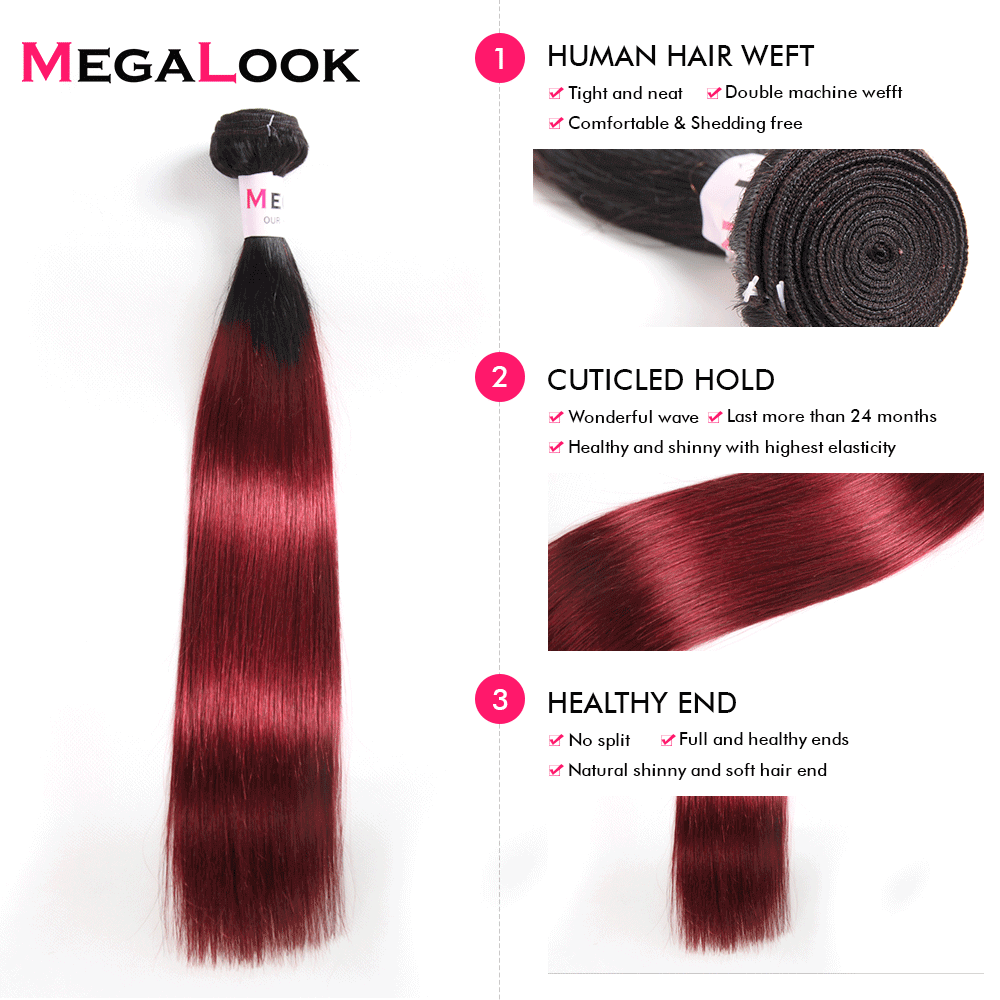 MEGALOOK
ME
OUR
1
HUMAN HAIR WEFT
Tight and neat Double machine wefft
Comfortable & Shedding free
2
CUTICLED HOLD
Wonderful wave Last more than 24 months
Healthy and shinny with highest elasticity
3
HEALTHY END
No split Full and healthy ends
Natural shinny and soft hair end